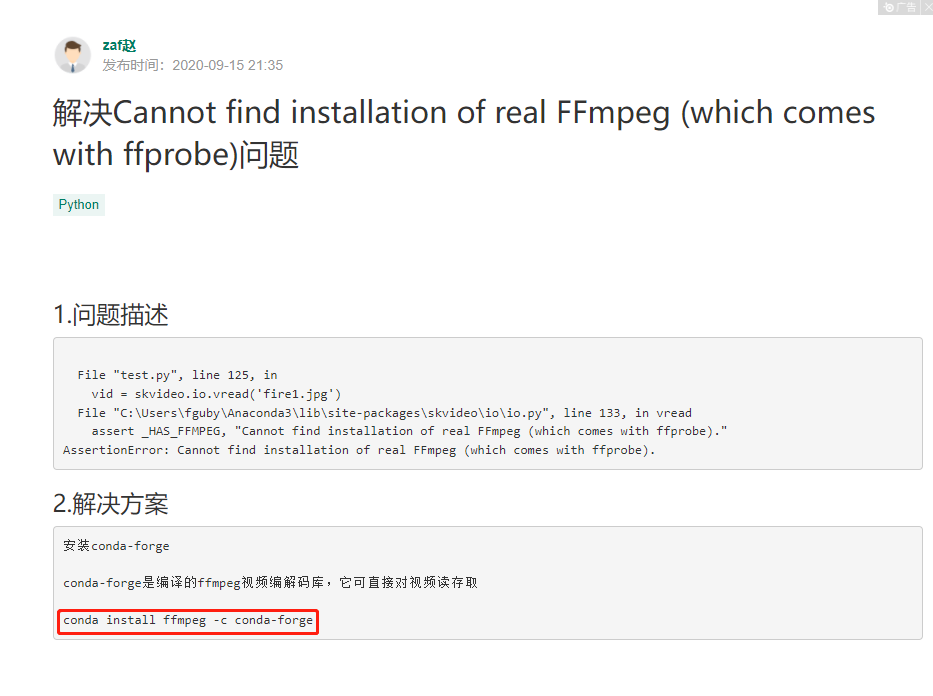 广告
zaf赵
发布时间：2020-09-15 21:35
解决Cannot find installation of real FFmpeg (which comes
with ffprobe)问题
Python
1.问题描述
File "test.py", line 125, in
vid = skvideo.io.vread('fire1.jpg')
File "C:\Users\fguby\Anaconda3\lib\site-packages\skvideo\io\io.py", line 133, in vread
assert _HAS_FFMPEG, "Cannot find installation of real FFmpeg (which comes with ffprobe)."
AssertionError: Cannot find installation of real FFmpeg (which comes with ffprobe).
2.解决方案
安装conda-forge
conda-forge是编译的ffmpeg视频编解码库，它可直接对视频读存取
conda install ffmpeg -c conda-forge